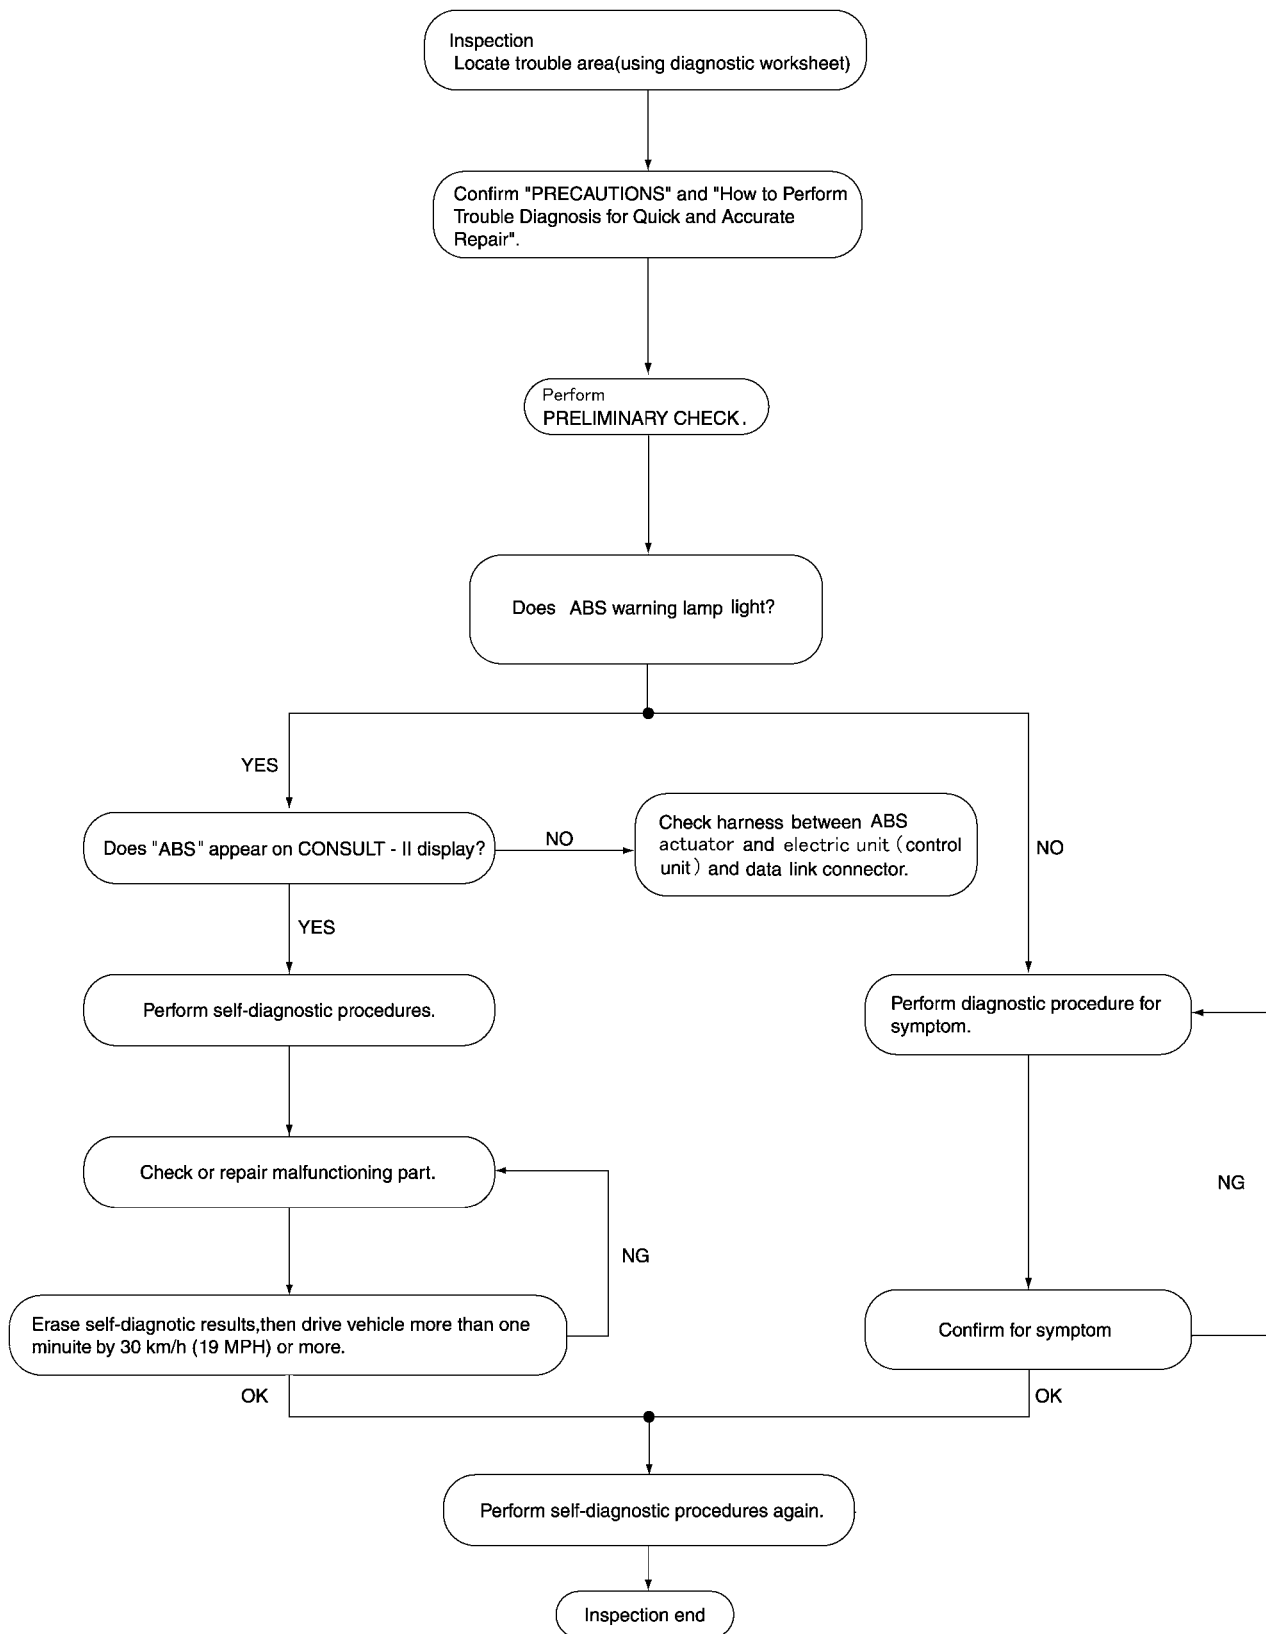 Inspection
Locate trouble area(using diagnostic worksheet)
Confirm "PRECAUTIONS" and "How to Perform
Trouble Diagnosis for Quick and Accurate
Repair".
Perform
PRELIMINARY CHECK.
Does ABS warning lamp light?
YES
Does "ABS" appear on CONSULT - II display?
NO
Check harness between ABS
actuator and electric unit (control
unit) and data link connector.
NO
YES
Perform self-diagnostic procedures.
Perform diagnostic procedure for
symptom.
Check or repair malfunctioning part.
NG
NG
Erase self-diagnotic results,then drive vehicle more than one
minuite by 30 km/h (19 MPH) or more.
Confirm for symptom
OK
OK
Perform self-diagnostic procedures again.
Inspection end